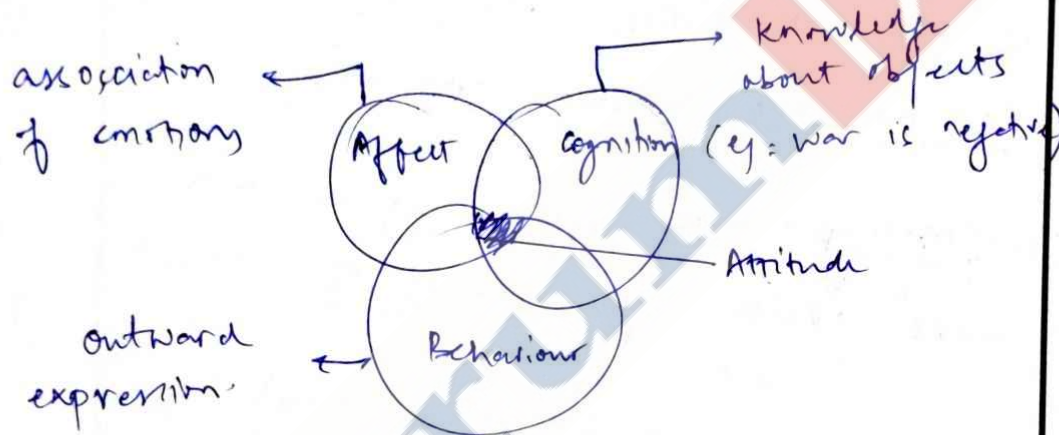 association
of emotions
Affect
Cognition
Knowledge
about objects
(eg: war is negative
Attitude
Behaviour
outward
expression.